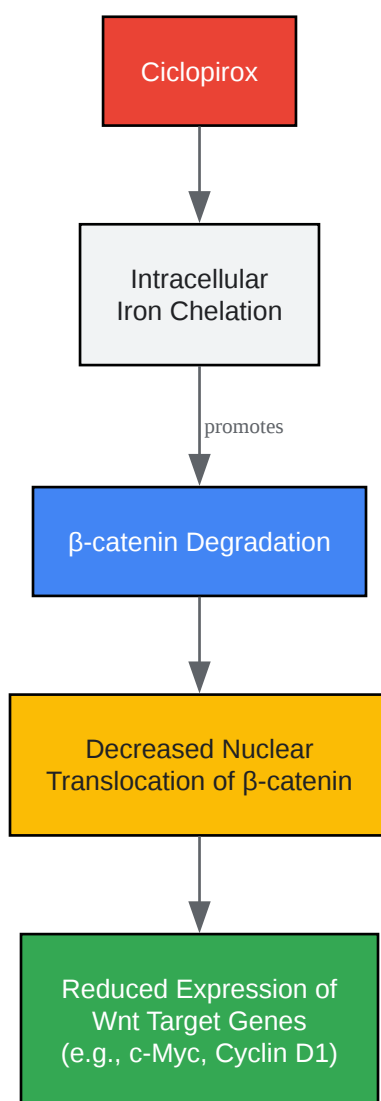 Ciclopirox
Intracellular
Iron Chelation
promotes
β-catenin Degradation
Decreased Nuclear
Translocation of β-catenin
Reduced Expression of
Wnt Target Genes
(e.g., c-Myc, Cyclin D1)